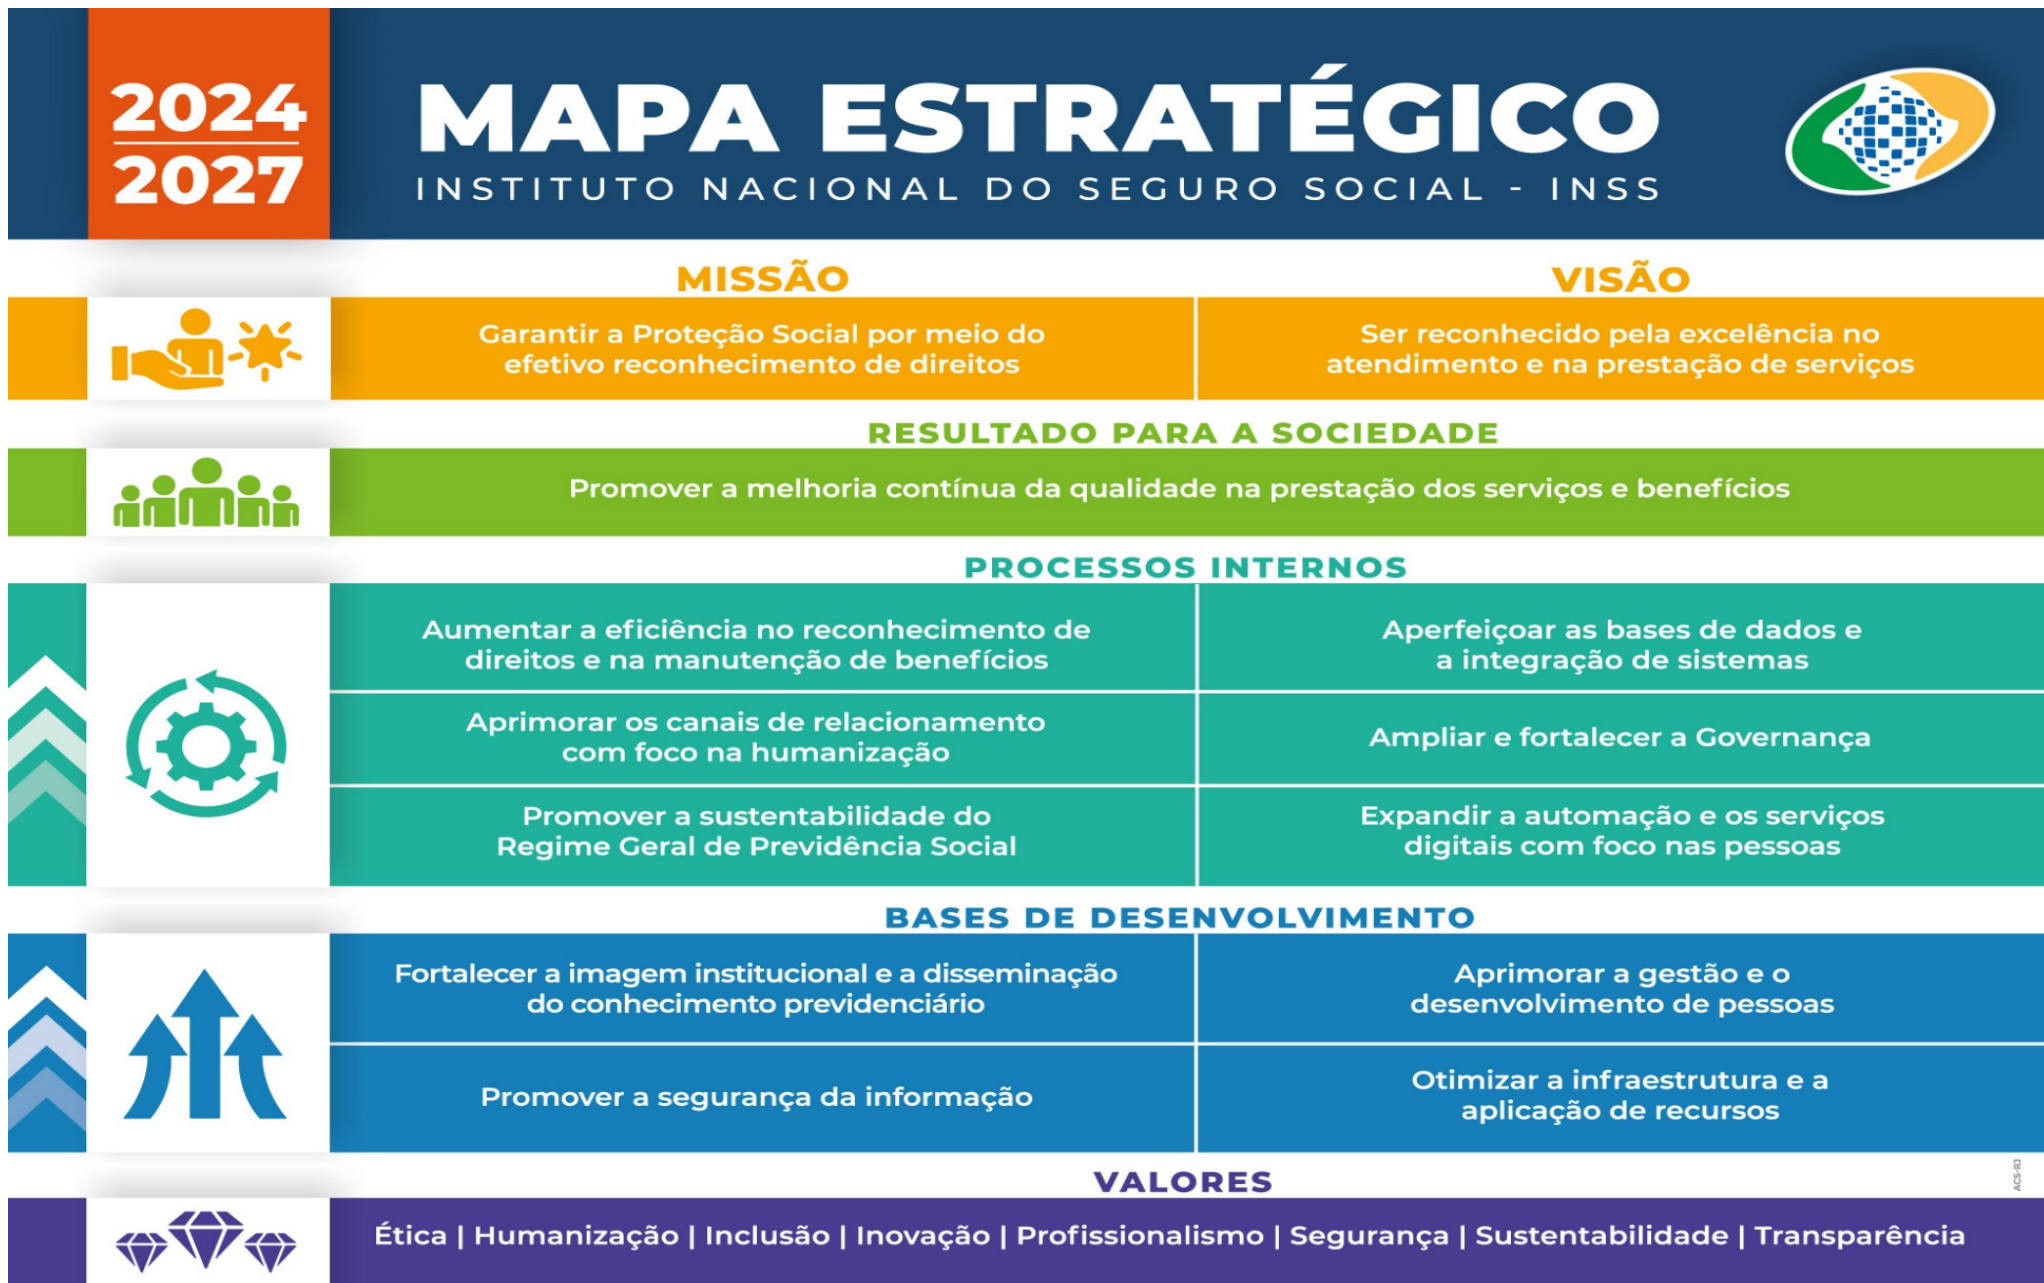 2024
2027
MAPA ESTRATÉGICO
INSTITUTO NACIONAL DO SEGURO SOCIAL - INSS
MISSÃO
Garantir a Proteção Social por meio do
efetivo reconhecimento de direitos
VISÃO
Ser reconhecido pela excelência no
atendimento e na prestação de serviços
RESULTADO PARA A SOCIEDADE
Promover a melhoria contínua da qualidade na prestação dos serviços e benefícios
PROCESSOS INTERNOS
Aumentar a eficiência no reconhecimento de
direitos e na manutenção de benefícios
Aperfeiçoar as bases de dados e
a integração de sistemas
Aprimorar os canais de relacionamento
com foco na humanização
Ampliar e fortalecer a Governança
Promover a sustentabilidade do
Regime Geral de Previdência Social
Expandir a automação e os serviços
digitais com foco nas pessoas
BASES DE DESENVOLVIMENTO
Fortalecer a imagem institucional e a disseminação
do conhecimento previdenciário
Aprimorar a gestão e o
desenvolvimento de pessoas
Promover a segurança da informação
Otimizar a infraestrutura e a
aplicação de recursos
VALORES
Ética | Humanização | Inclusão | Inovação | Profissionalismo | Segurança | Sustentabilidade | Transparência
ACS-RJ